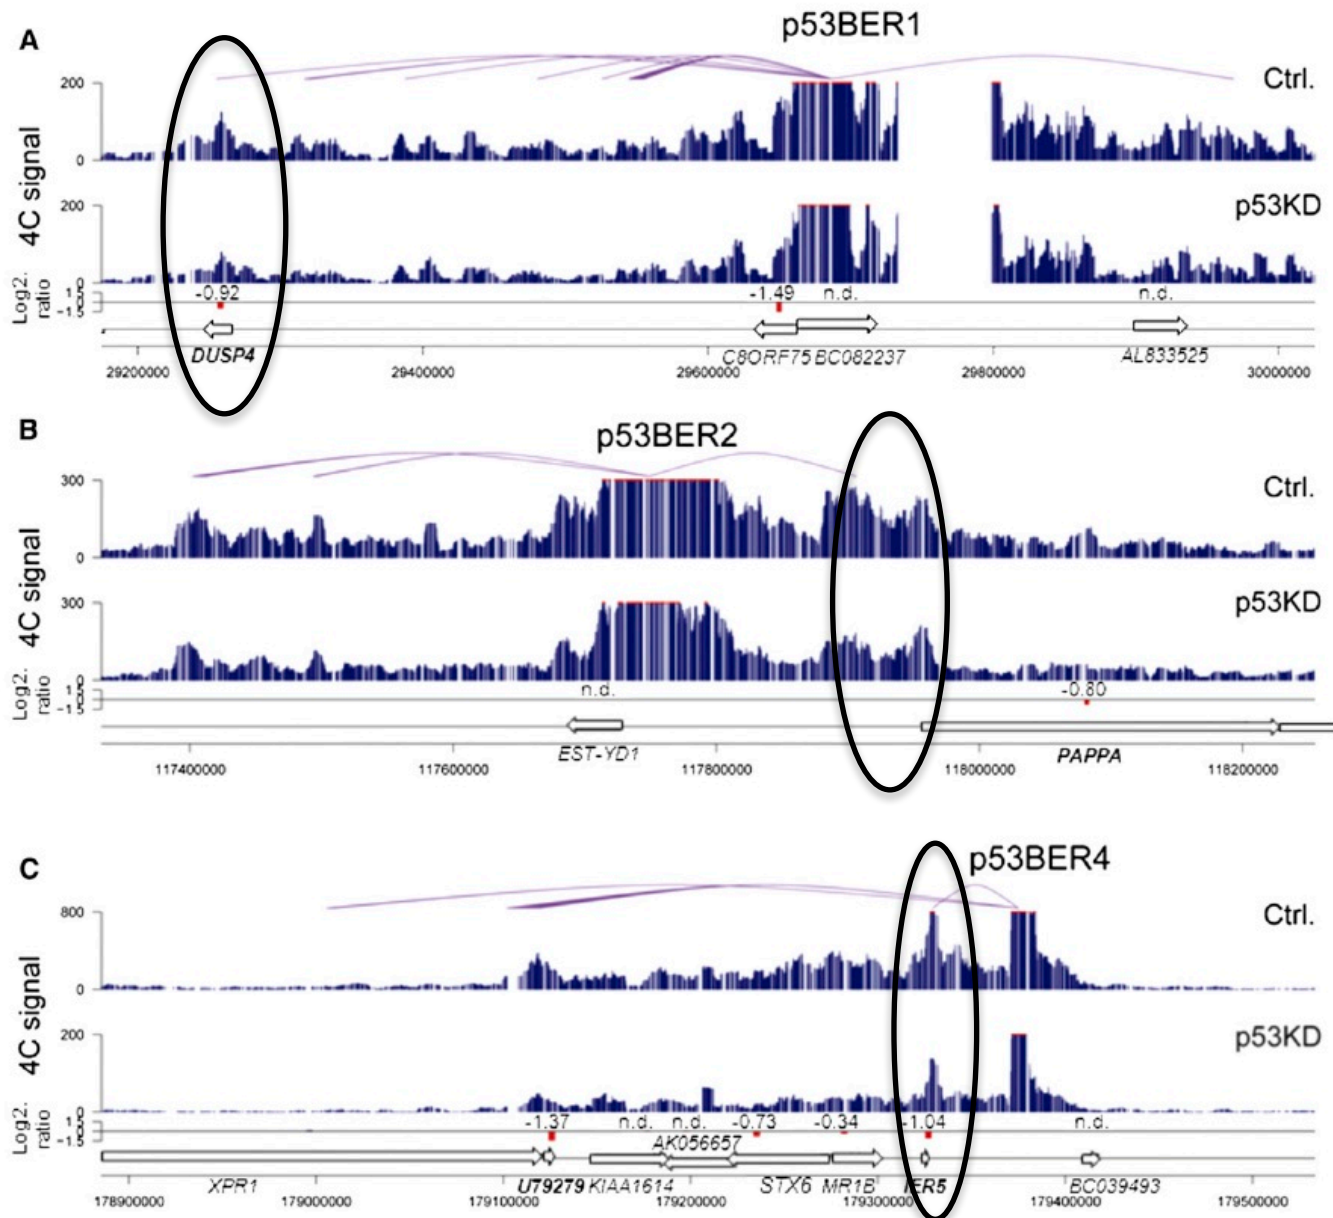 A
p53BER1
Ctrl.
200
0
4C signal
p53KD
200
0
Log2. ratio
1.5
0
-1.5
-0.92
-1.49
n.d.
n.d.
DUSP4
C8ORF75
BC082237
AL833525
29200000
29400000
29600000
29800000
30000000
B
p53BER2
Ctrl.
300
0
4C signal
p53KD
300
0
Log2. ratio
1.5
0
-1.5
n.d.
-0.80
EST-YD1
PAPPA
117400000
117600000
117800000
118000000
118200000
C
p53BER4
Ctrl.
800
0
4C signal
p53KD
200
0
Log2. ratio
1.5
0
-1.5
-1.37
n.d.
n.d.
-0.73
-0.34
-1.04
n.d.
AK056657
XPR1
UT9279
KIAA1614
STX6
MR1B
IER5
BC039493
178900000
179000000
179100000
179200000
179300000
179400000
179500000